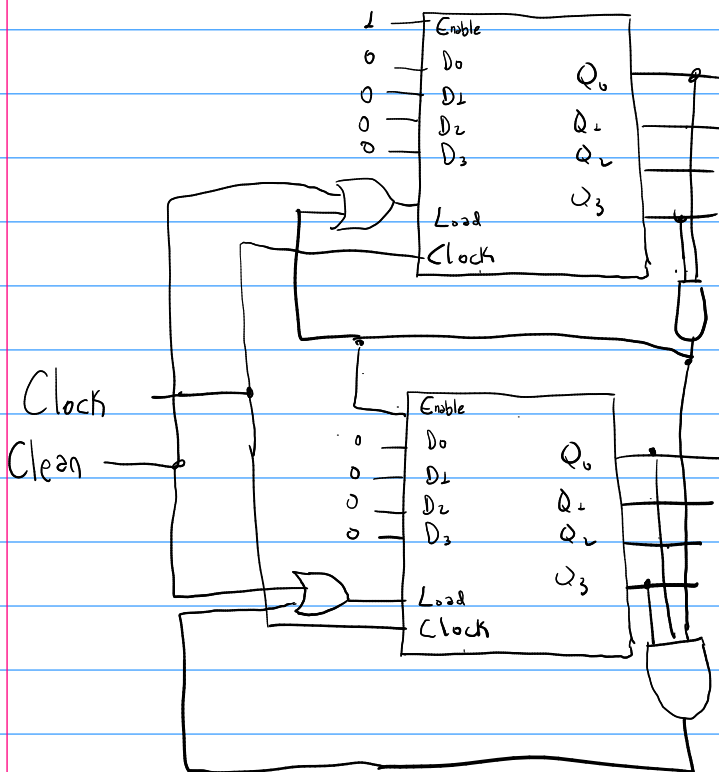 1 Enable
0 D0
0 D1
0 D2
0 D3
Q0
Q1
Q2
Q3
Load
Clock
Clock
Clean
Enable
0 D0
0 D1
0 D2
0 D3
Q0
Q1
Q2
Q3
Load
Clock